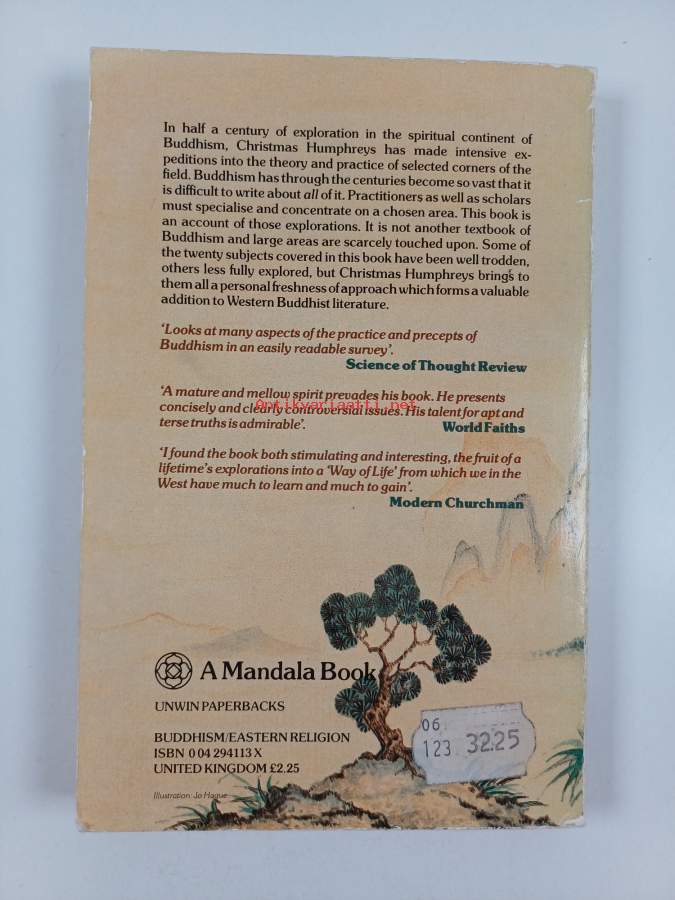 In half a century of exploration in the spiritual continent of
Buddhism, Christmas Humphreys has made intensive ex-
peditions into the theory and practice of selected corners of the
field. Buddhism has through the centuries become so vast that it
is difficult to write about all of it. Practitioners as well as scholars
must specialise and concentrate on a chosen area. This book is
an account of those explorations. It is not another textbook of
Buddhism and large areas are scarcely touched upon. Some of
the twenty subjects covered in this book have been well trodden,
others less fully explored, but Christmas Humphreys brings to
them all a personal freshness of approach which forms a valuable
addition to Western Buddhist literature.
'Looks at many aspects of the practice and precepts of
Buddhism in an easily readable survey'.
Science of Thought Review
'A mature and mellow spirit prevades his book. He presents
concisely and clearly controversial issues. His talent for apt and
terse truths is admirable'. World Faiths
Antikvariaatti.net
'I found the book both stimulating and interesting, the fruit of a
lifetime's explorations into a 'Way of Life' from which we in the
West have much to learn and much to gain'.
Modern Churchman
A Mandala Book
UNWIN PAPERBACKS
BUDDHISM/EASTERN RELIGION
ISBN 0 04 294113 X
UNITED KINGDOM £2.25
Illustration: Jo Hague
06
123 32.25